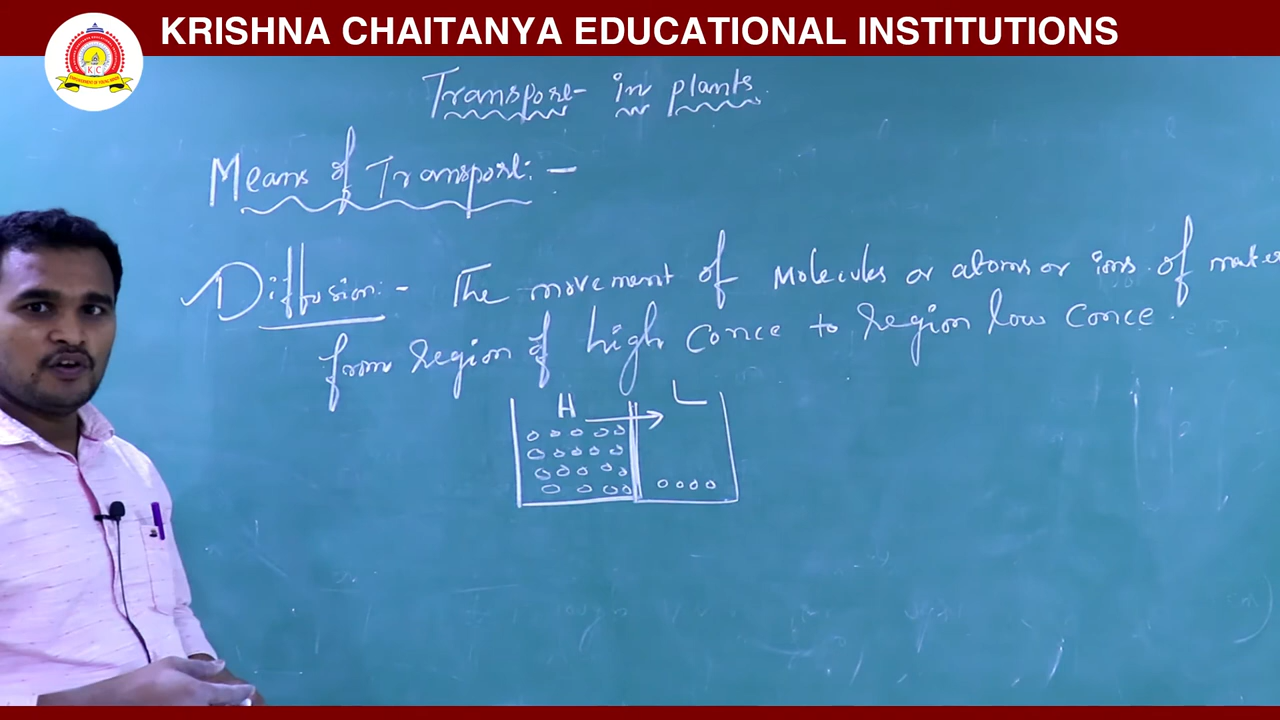 KRISHNA CHAITANYA EDUCATIONAL INSTITUTIONS
K C
Transport in plants
Means of Transport:-
Diffusion:- The movement of Molecules or atoms or ions of
from region of high Conce to region low Conce.
H L